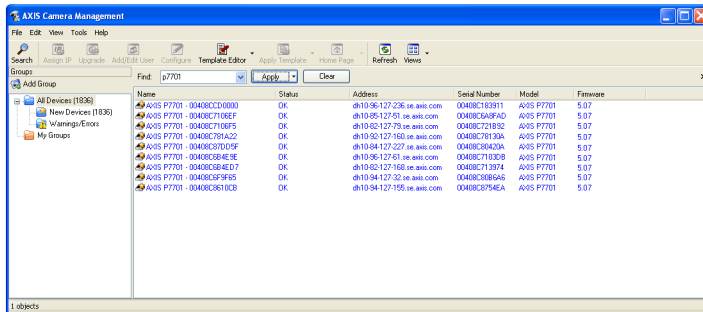 AXIS Camera Management
File Edit View Tools Help
Search Assign IP Upgrade Add/Edit User Configure Template Editor Apply Template Home Page Refresh Views
Groups
Find: p7701 Apply Clear
Add Group
All Devices (1836)
New Devices (1836)
Warnings/Errors
My Groups
Name Status Address Serial Number Model Firmware
AXIS P7701 - 00408CCD0000 OK dh10-96-127-236.se.axis.com 00408C183911 AXIS P7701 5.07
AXIS P7701 - 00408C7106EF OK dh10-85-127-51.se.axis.com 00408C6A8FAD AXIS P7701 5.07
AXIS P7701 - 00408C7106F5 OK dh10-82-127-79.se.axis.com 00408C721B92 AXIS P7701 5.07
AXIS P7701 - 00408C781A22 OK dh10-92-127-160.se.axis.com 00408C78130A AXIS P7701 5.07
AXIS P7701 - 00408C87DD5F OK dh10-84-127-227.se.axis.com 00408C80420A AXIS P7701 5.07
AXIS P7701 - 00408C6B4E9E OK dh10-96-127-61.se.axis.com 00408C7103DB AXIS P7701 5.07
AXIS P7701 - 00408C6B4ED7 OK dh10-82-127-168.se.axis.com 00408C713974 AXIS P7701 5.07
AXIS P7701 - 00408C6F9F65 OK dh10-94-127-32.se.axis.com 00408C80B6A6 AXIS P7701 5.07
AXIS P7701 - 00408C8610CB OK dh10-94-127-155.se.axis.com 00408C8754EA AXIS P7701 5.07
1 objects